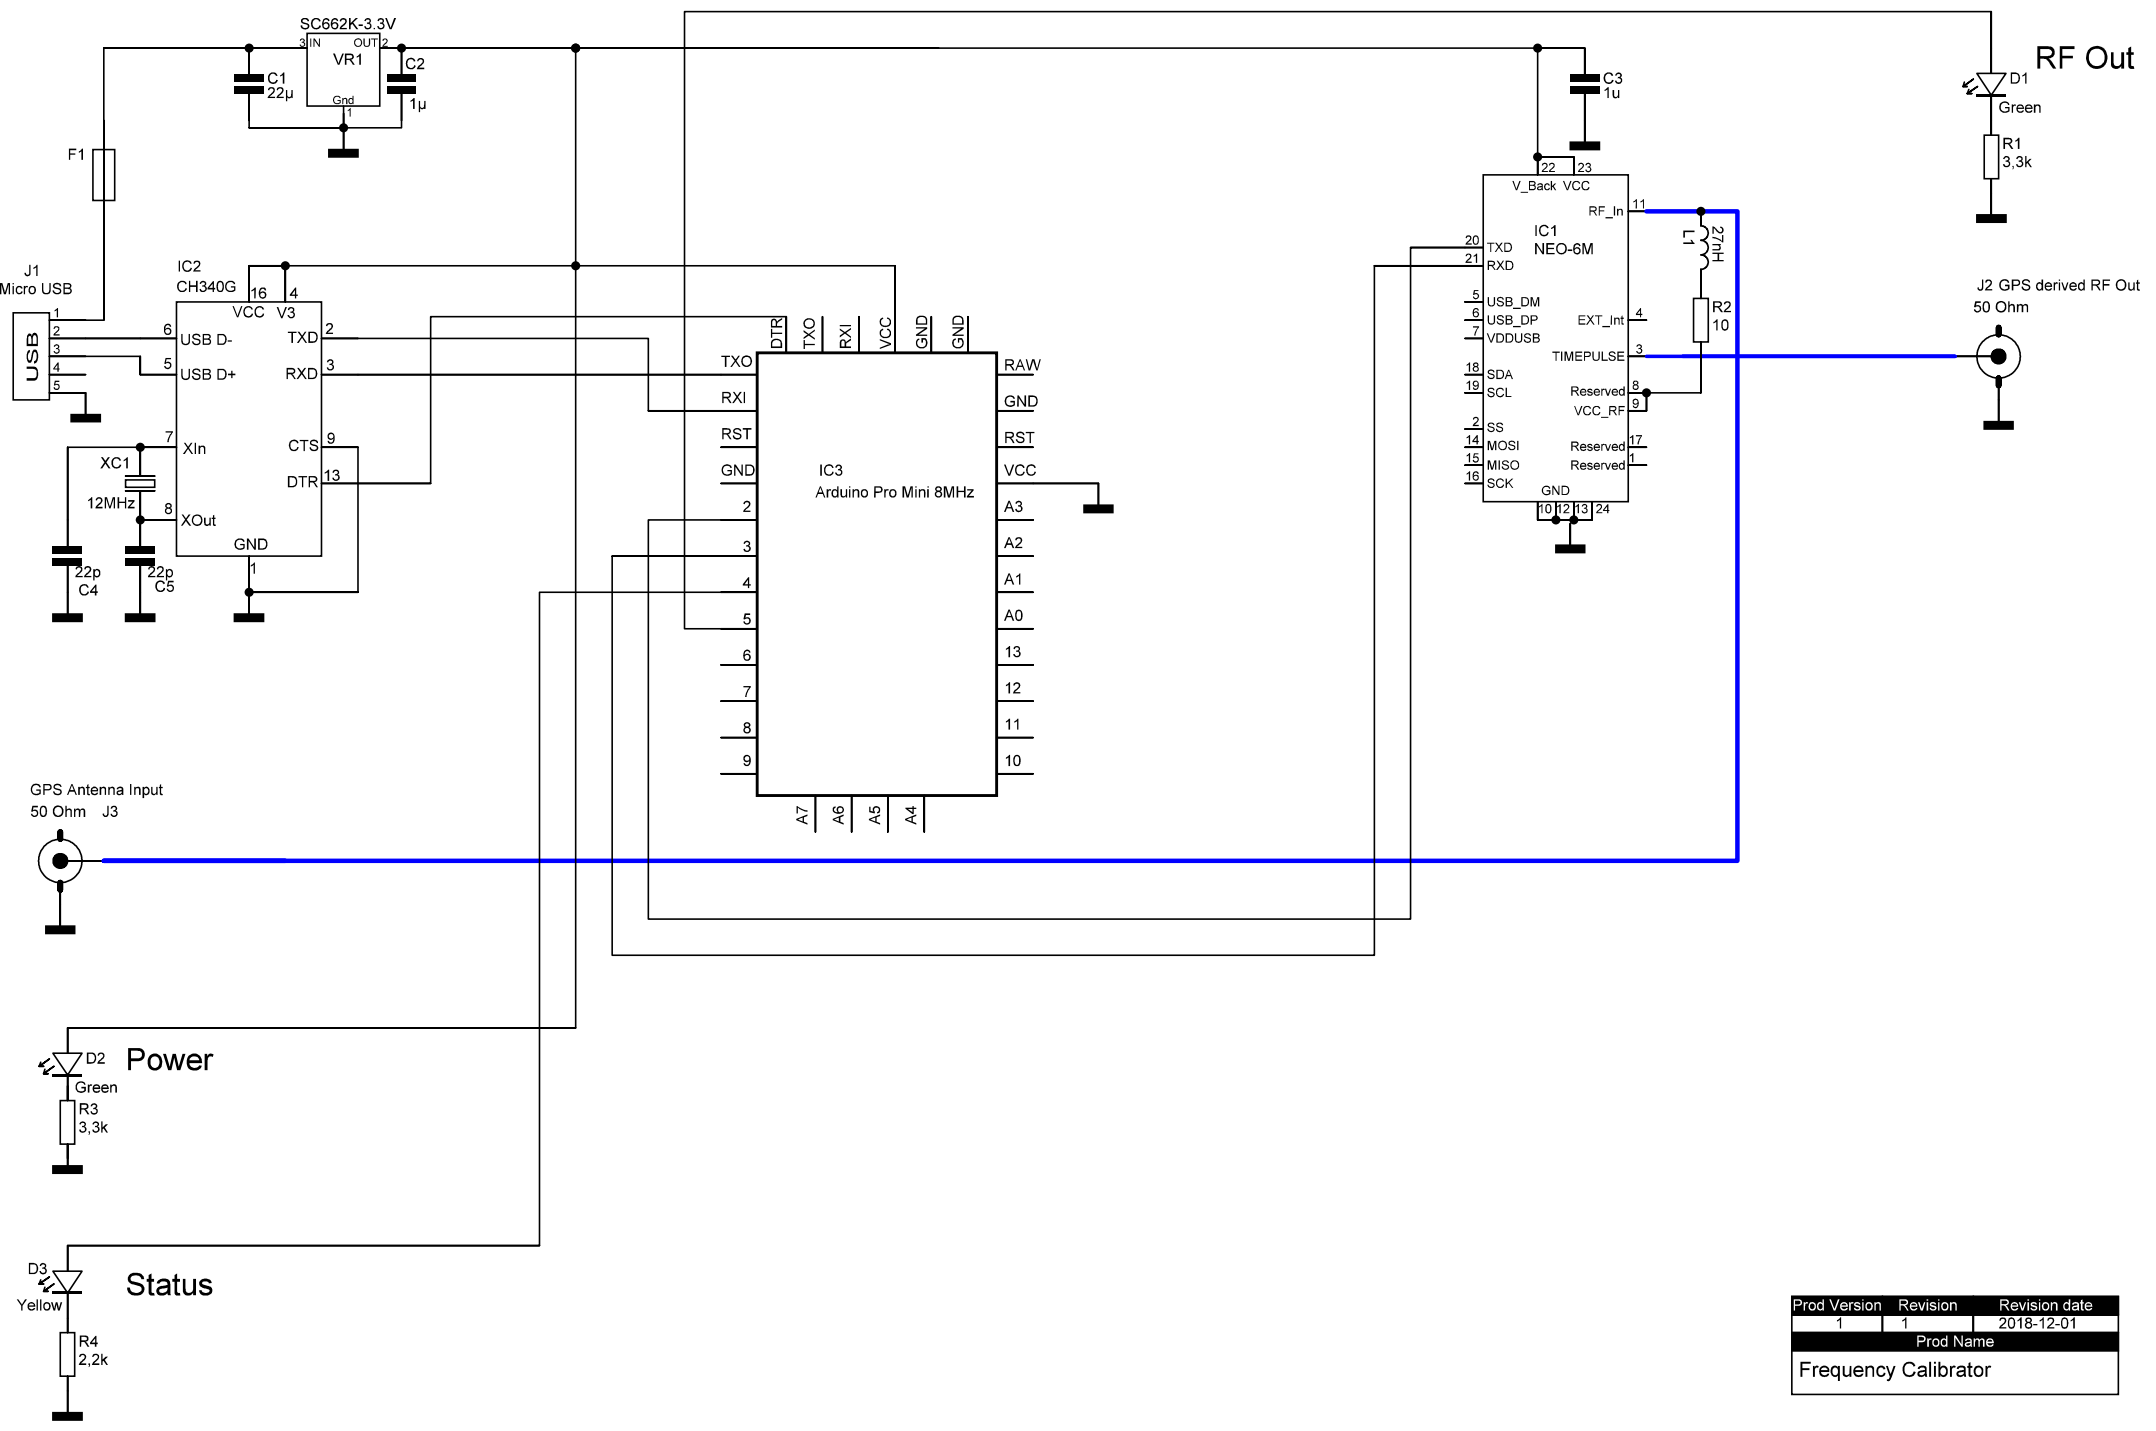 SC662K-3.3V
3 IN OUT 2
VR1
Gnd
1
C1
22µ
C2
1µ
C3
1u
RF Out
D1
Green
R1
3,3k
F1
J1
Micro USB
USB
1
2
3
4
5
IC2
CH340G
16 4
VCC V3
6 USB D-
5 USB D+
7 XIn
8 XOut
TXD 2
RXD 3
CTS 9
DTR 13
GND
1
XC1
12MHz
22p
C4
22p
C5
DTR
TXO
RXI
VCC
GND
GND
TXO
RXI
RST
GND
2
3
4
5
6
7
8
9
IC3
Arduino Pro Mini 8MHz
RAW
GND
RST
VCC
A3
A2
A1
A0
13
12
11
10
A7
A6
A5
A4
22 23
V_Back VCC
IC1
NEO-6M
20 TXD
21 RXD
5 USB_DM
6 USB_DP
7 VDDUSB
18 SDA
19 SCL
2 SS
14 MOSI
15 MISO
16 SCK
RF_In 11
EXT_Int 4
TIMEPULSE 3
Reserved 8
VCC_RF 9
Reserved 17
Reserved 1
GND
10 12 13 24
L1
27nH
R2
10
J2 GPS derived RF Out
50 Ohm
GPS Antenna Input
50 Ohm J3
D2
Power
Green
R3
3,3k
D3
Status
Yellow
R4
2,2k
Prod Version Revision Revision date
1 1 2018-12-01
Prod Name
Frequency Calibrator